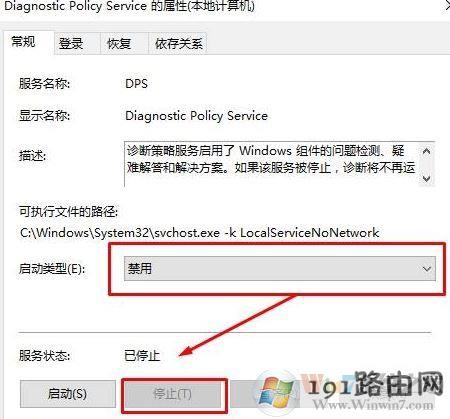 Diagnostic Policy Service 的属性(本地计算机)
常规 登录 恢复 依存关系
服务名称: DPS
显示名称: Diagnostic Policy Service
描述: 诊断策略服务启用了 Windows 组件的问题检测、疑
难解答和解决方案。如果该服务被停止，诊断将不再运
可执行文件的路径:
C:\Windows\System32\svchost.exe -k LocalServiceNoNetwork
启动类型(E): 禁用
服务状态: 已停止
启动(S) 停止(T)
191路由网
www.Winwin7.com